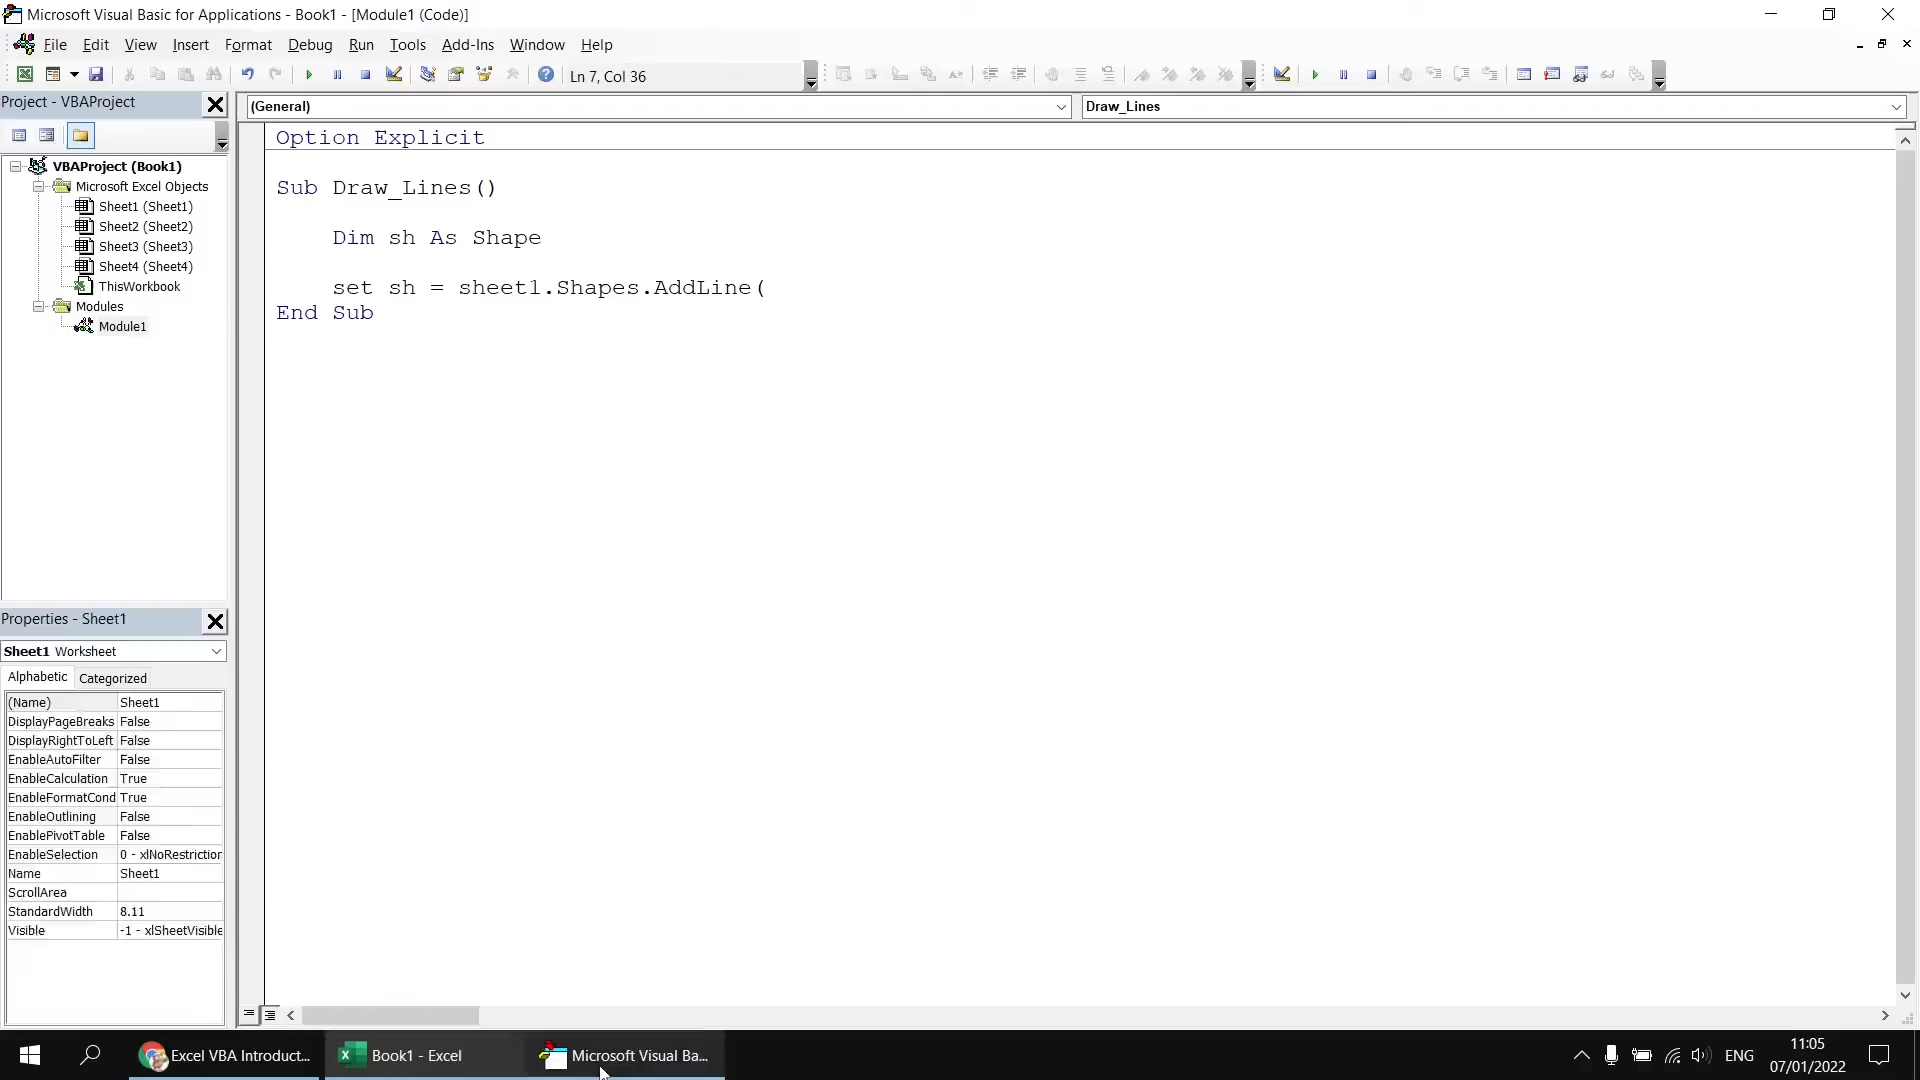 Microsoft Visual Basic for Applications - Book1 - [Module1 (Code)]
File Edit View Insert Format Debug Run Tools Add-Ins Window Help
Ln 7, Col 36
Project - VBAProject
(General) Draw_Lines
VBAProject (Book1)
Microsoft Excel Objects
Sheet1 (Sheet1)
Sheet2 (Sheet2)
Sheet3 (Sheet3)
Sheet4 (Sheet4)
ThisWorkbook
Modules
Module1
Option Explicit
Sub Draw_Lines()
Dim sh As Shape
set sh = sheet1.Shapes.AddLine(
End Sub
Properties - Sheet1
Sheet1 Worksheet
Alphabetic Categorized
(Name) Sheet1
DisplayPageBreaks False
DisplayRightToLeft False
EnableAutoFilter False
EnableCalculation True
EnableFormatCond True
EnableOutlining False
EnablePivotTable False
EnableSelection 0 - xlNoRestriction
Name Sheet1
ScrollArea
StandardWidth 8.11
Visible -1 - xlSheetVisible
Excel VBA Introduct... Book1 - Excel Microsoft Visual Ba... ENG
11:05
07/01/2022